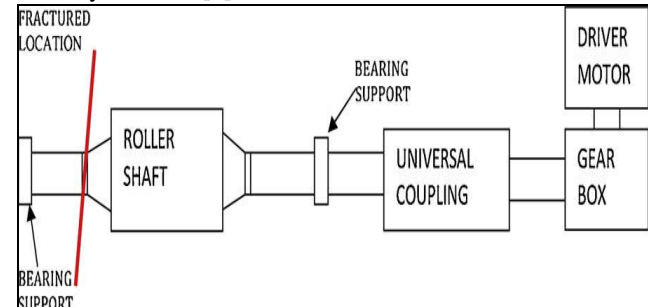 FRACTURED
LOCATION
DRIVER
MOTOR
BEARING
SUPPORT
ROLLER
SHAFT
UNIVERSAL
COUPLING
GEAR
BOX
BEARING
SUPPORT